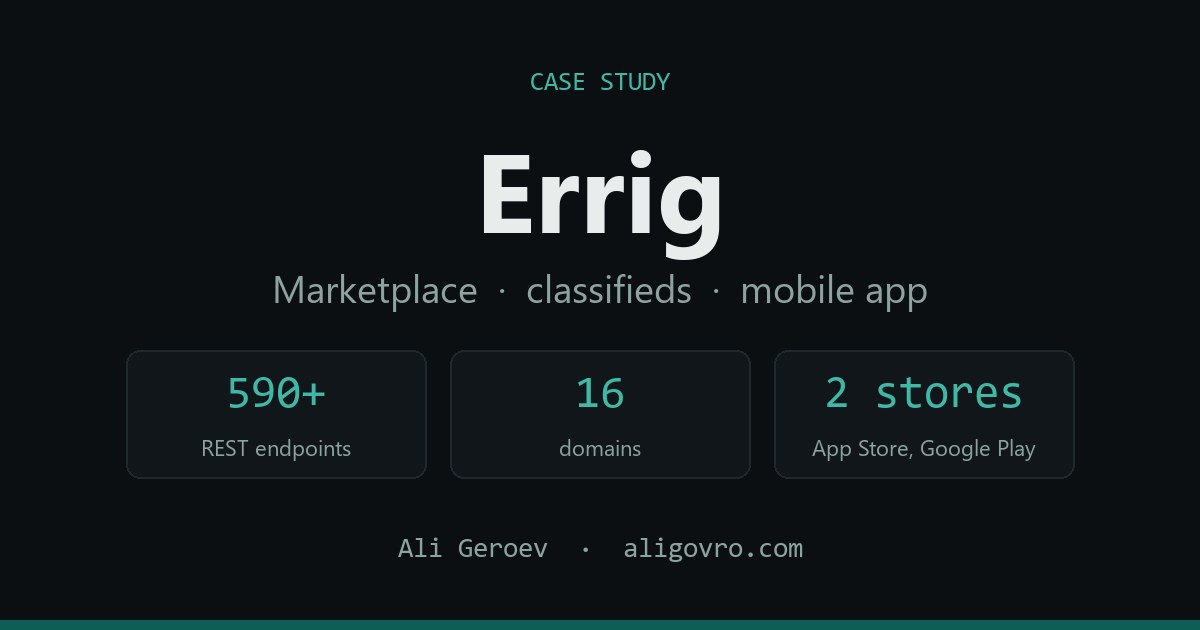 CASE STUDY
Errig
Marketplace · classifieds · mobile app
590+
REST endpoints
16
domains
2 stores
App Store, Google Play
Ali Geroev · aligovro.com